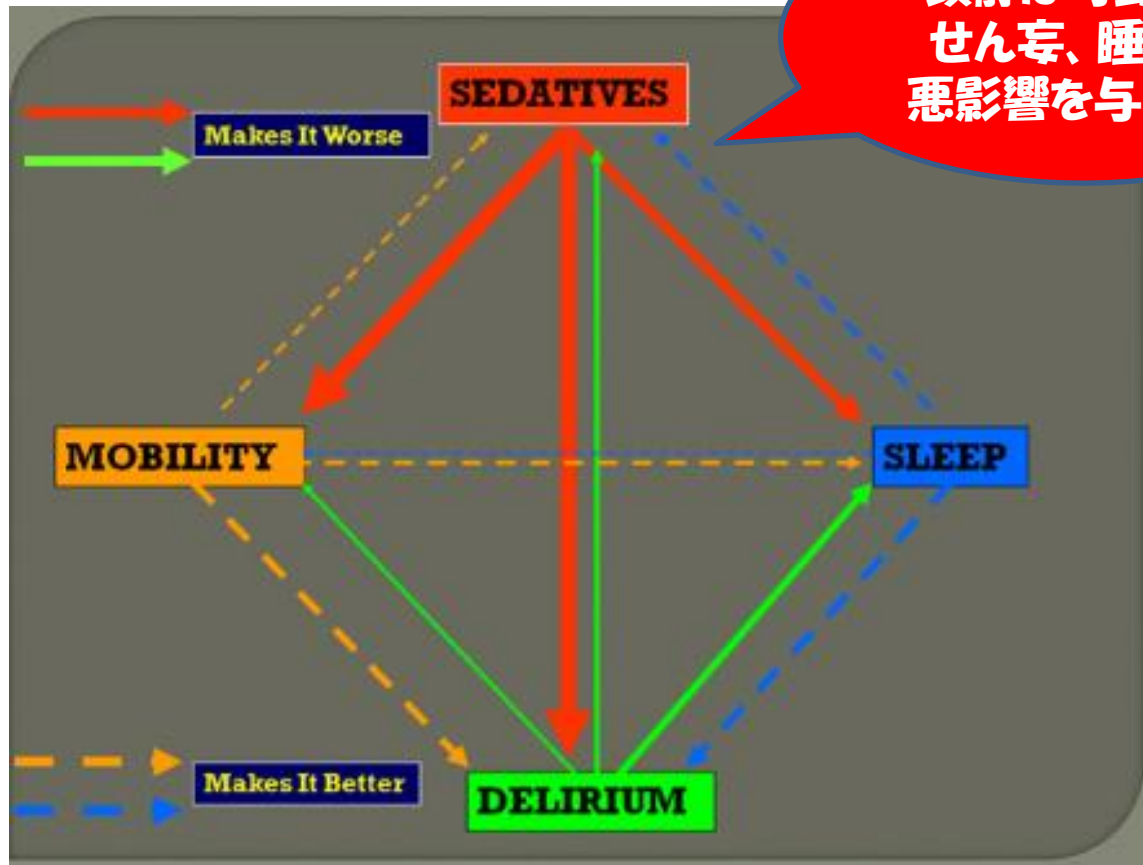 せん妄、睡
悪影響を与
SEDATIVES
Makes It Worse
MOBILITY
SLEEP
Makes It Better
DELIRIUM